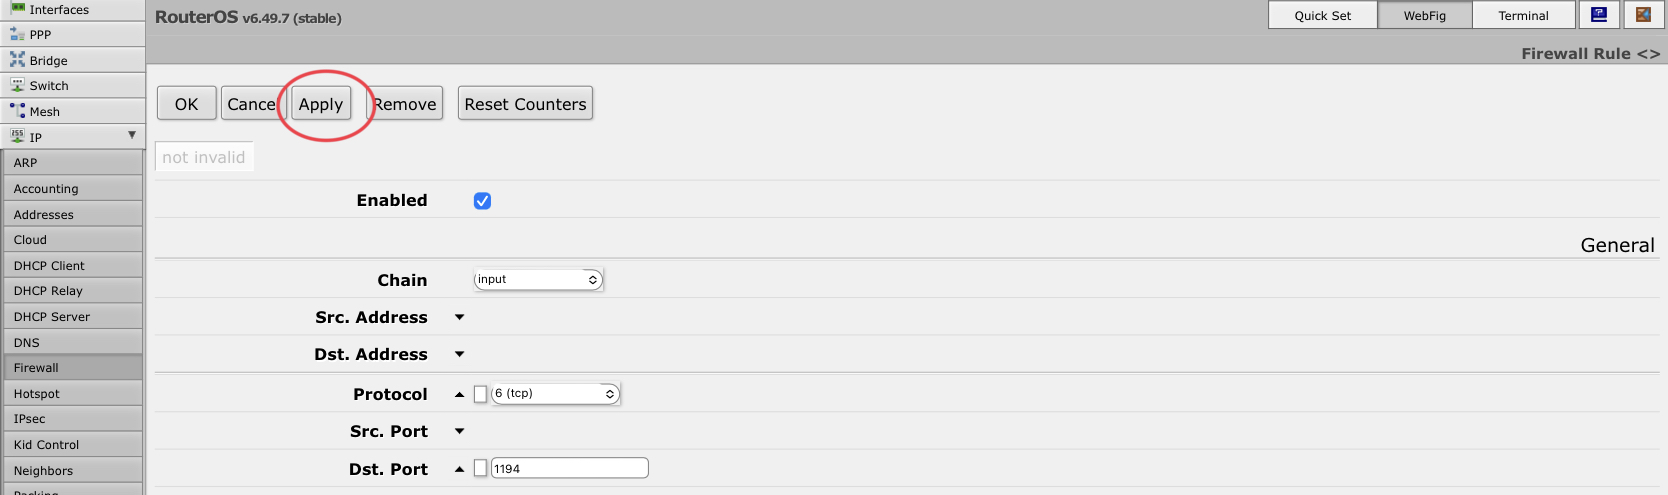 Interfaces
PPP
Bridge
Switch
Mesh
IP
ARP
Accounting
Addresses
Cloud
DHCP Client
DHCP Relay
DHCP Server
DNS
Firewall
Hotspot
IPsec
Kid Control
Neighbors
Packing
RouterOS v6.49.7 (stable)
Quick Set WebFig Terminal
Firewall Rule <>
OK Cancel Apply Remove Reset Counters
not invalid
Enabled
General
Chain input
Src. Address
Dst. Address
Protocol 6 (tcp)
Src. Port
Dst. Port 1194